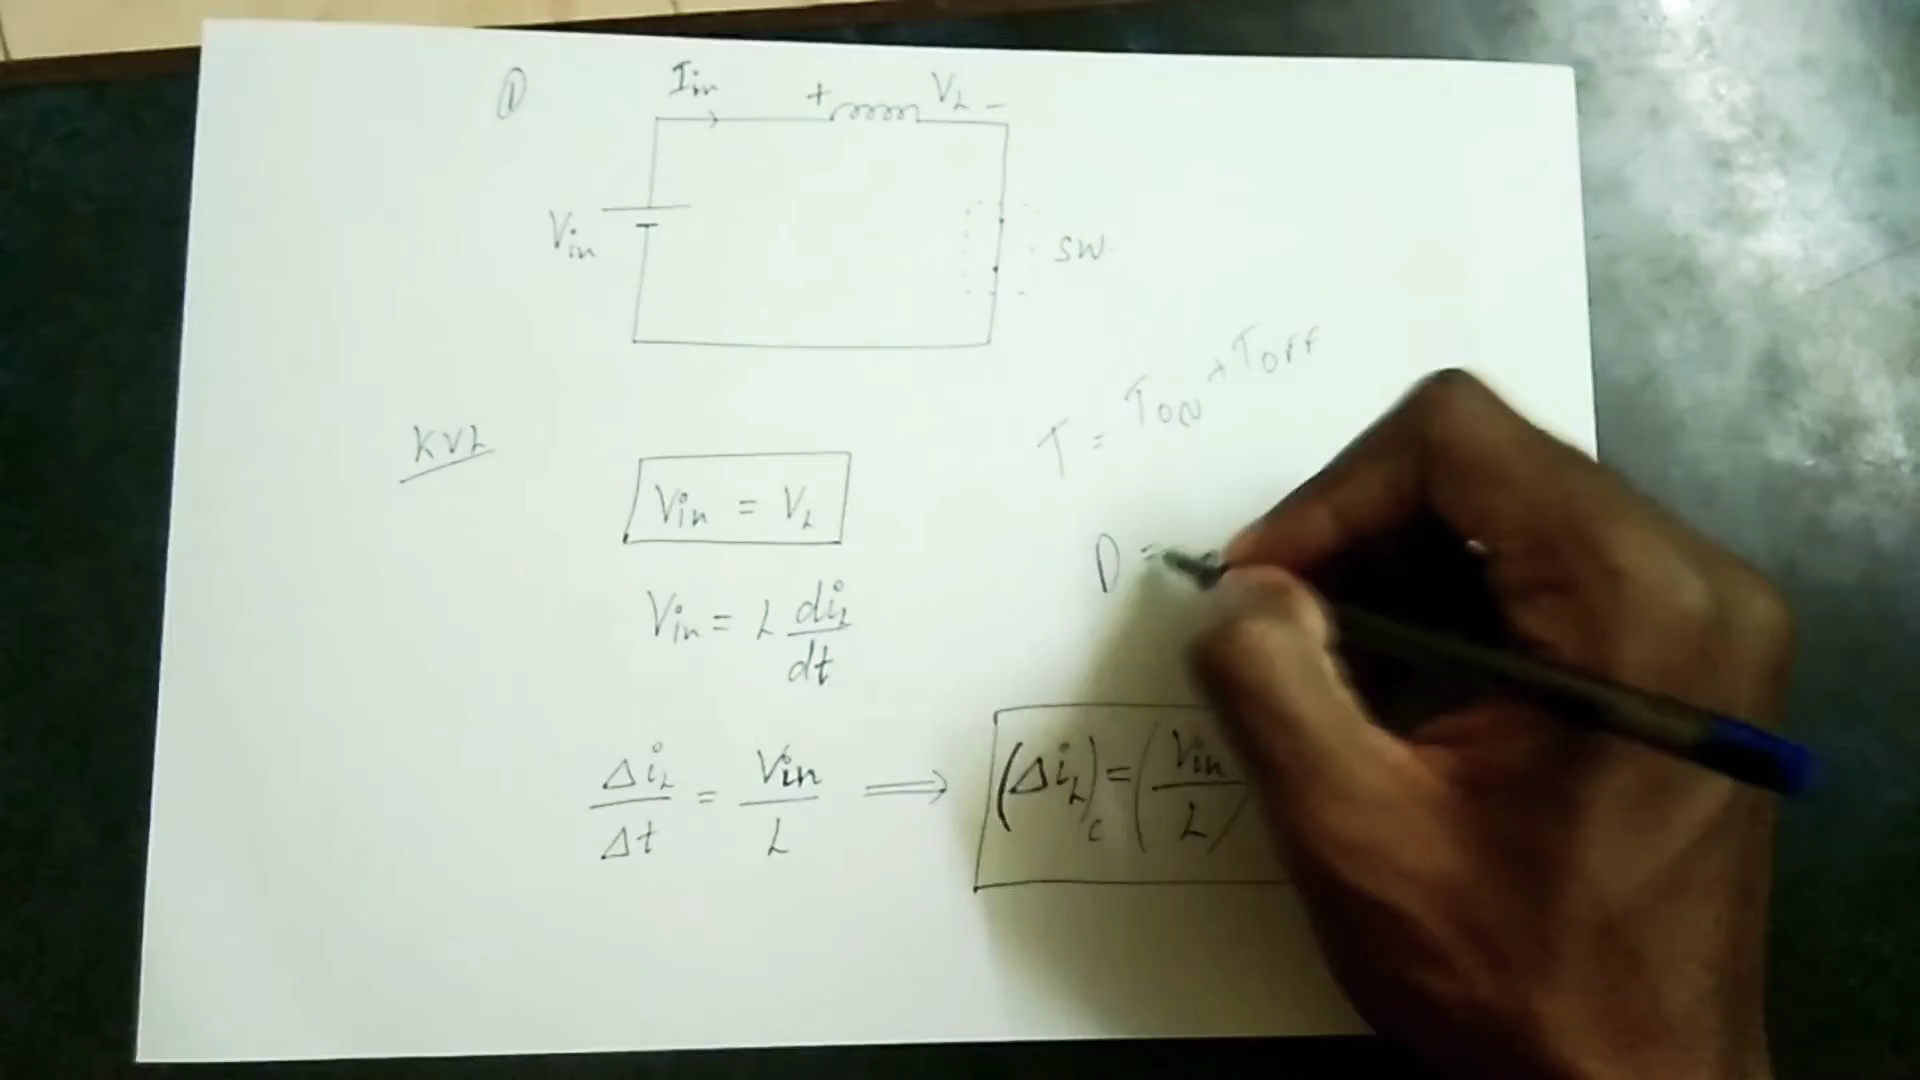 ①
Iin
+ VL -
Vin
SW
T = TON + TOFF
KVL
Vin = VL
D =
Vin = L diL/dt
ΔiL/Δt = Vin/L ⟹ (ΔiL)c = (Vin/L)